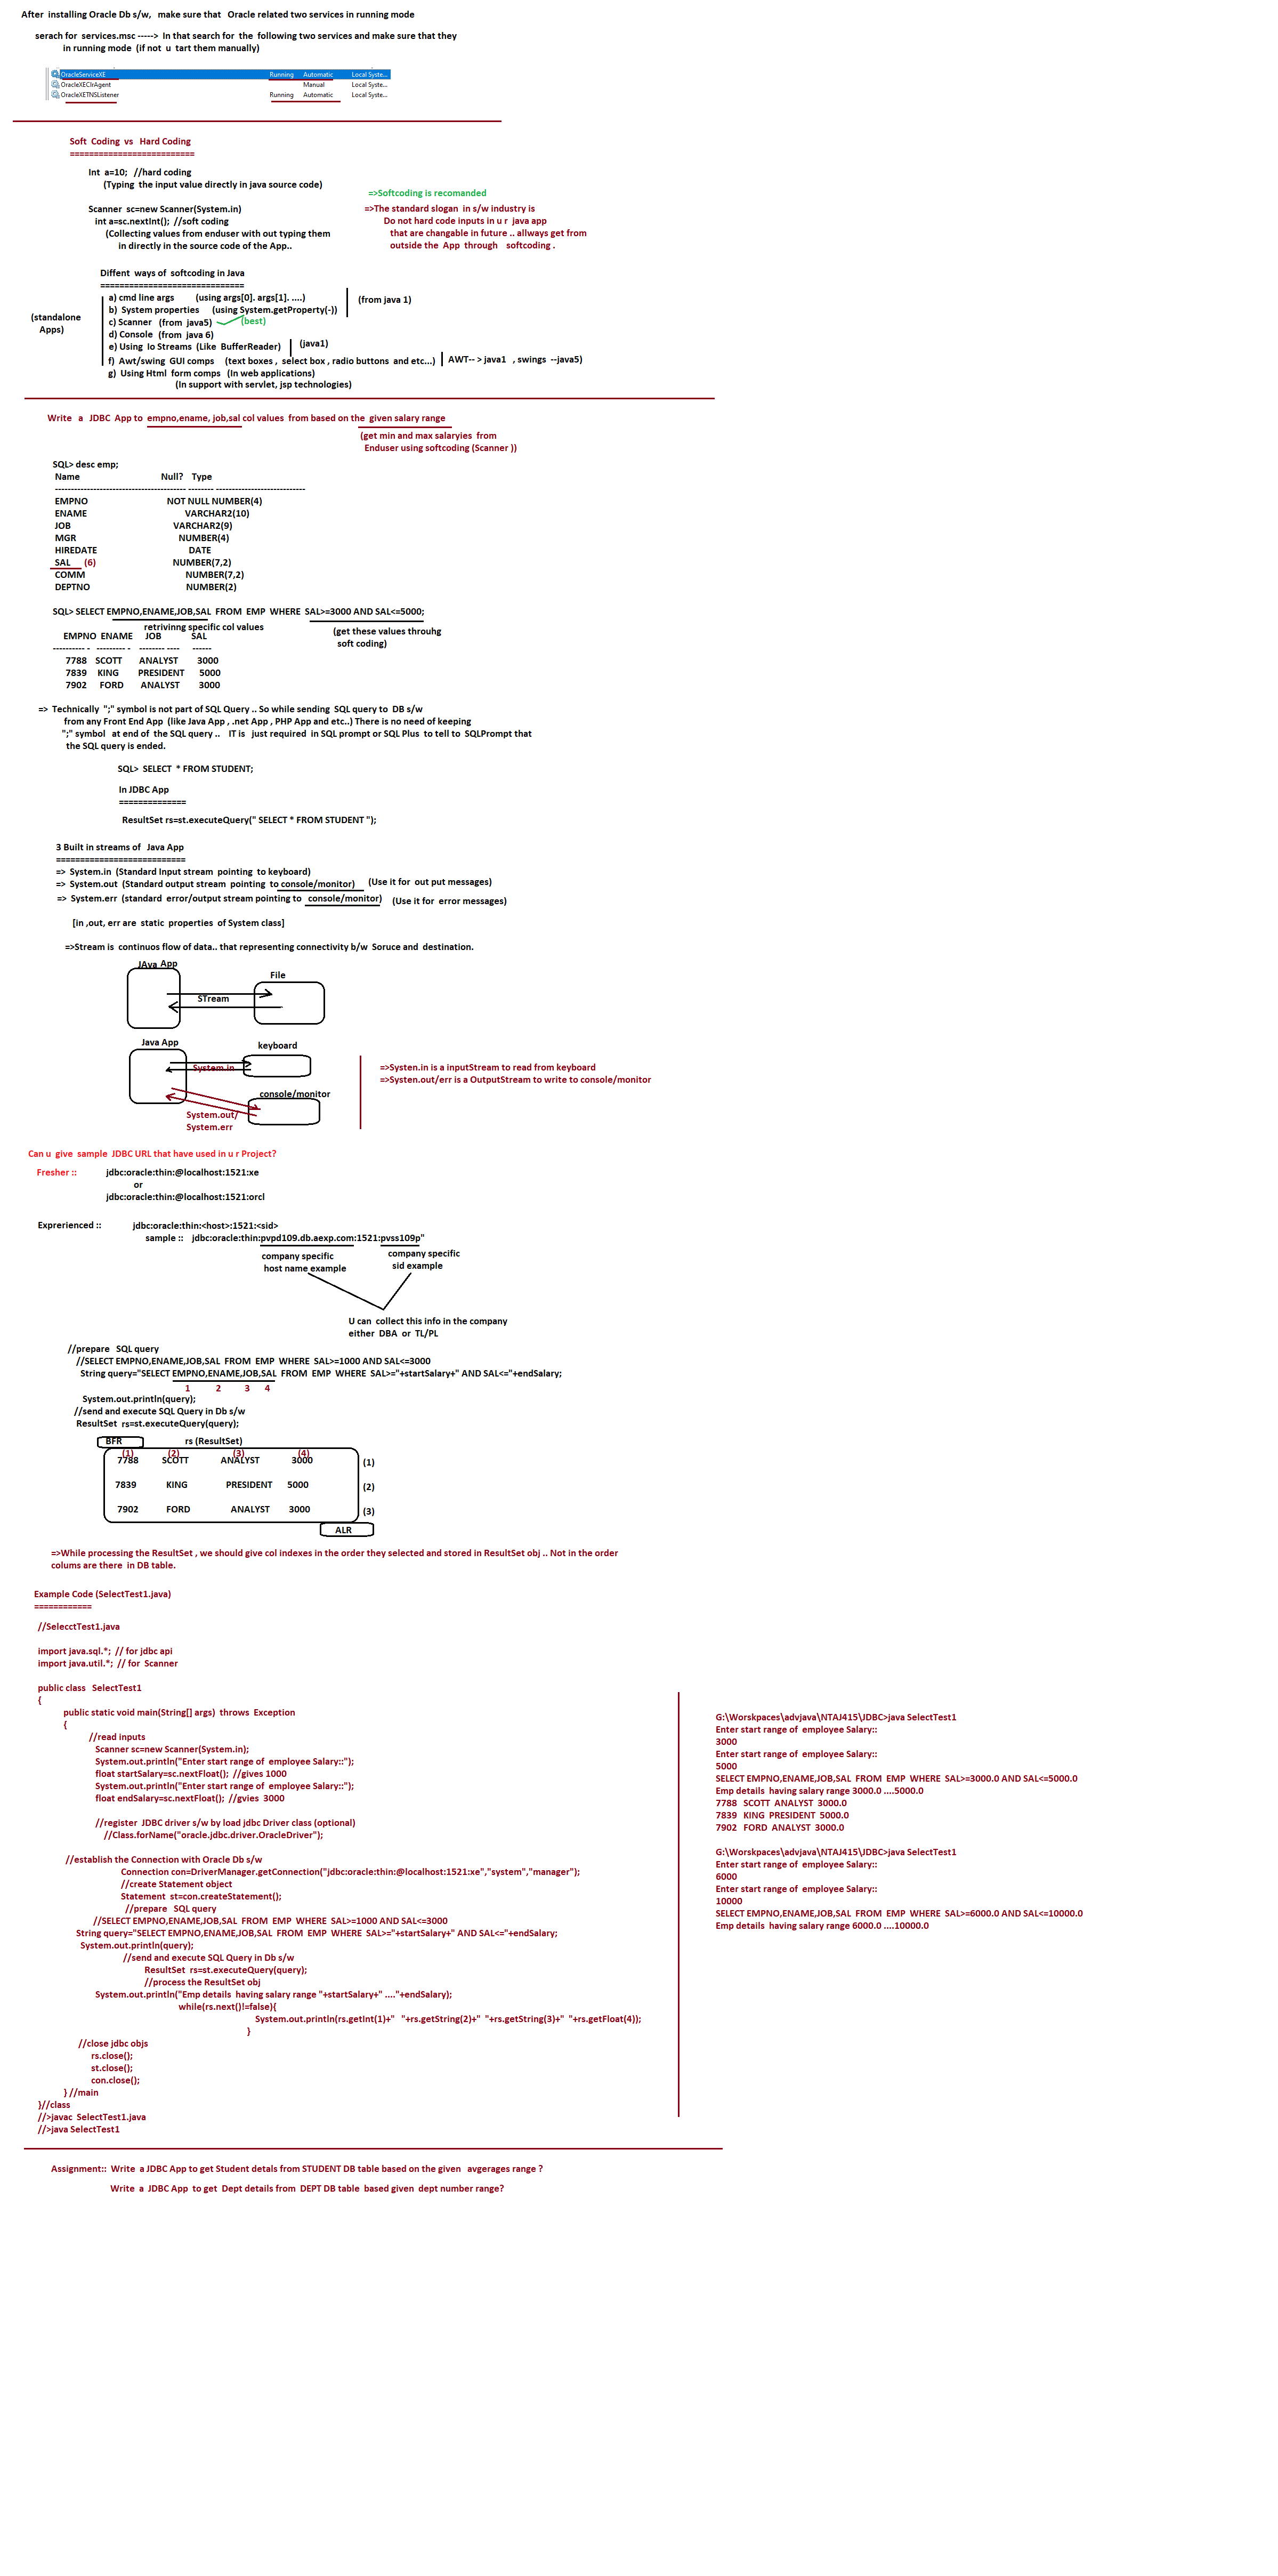 After installing Oracle Db s/w, make sure that Oracle related two services in running mode
serach for services.msc -----> In that search for the following two services and make sure that they
in running mode (if not u tart them manually)
OracleServiceXE Running Automatic Local Syste...
OracleXEClrAgent Manual Local Syste...
OracleXETNSListener Running Automatic Local Syste...
Soft Coding vs Hard Coding
==========================
Int a=10; //hard coding
(Typing the input value directly in java source code)
=>Softcoding is recomanded
Scanner sc=new Scanner(System.in)
int a=sc.nextInt(); //soft coding
(Collecting values from enduser with out typing them
in directly in the source code of the App..
=>The standard slogan in s/w industry is
Do not hard code inputs in u r java app
that are changable in future .. allways get from
outside the App through softcoding .
Diffent ways of softcoding in Java
==============================
(standalone
Apps)
a) cmd line args (using args[0]. args[1]. ....)
b) System properties (using System.getProperty(-))
(from java 1)
c) Scanner (from java5) (best)
d) Console (from java 6)
e) Using Io Streams (Like BufferReader) (java1)
f) Awt/swing GUI comps (text boxes , select box , radio buttons and etc...) AWT-- > java1 , swings --java5)
g) Using Html form comps (In web applications)
(In support with servlet, jsp technologies)
Write a JDBC App to empno,ename, job,sal col values from based on the given salary range
(get min and max salaryies from
Enduser using softcoding (Scanner ))
SQL> desc emp;
Name Null? Type
----------------------------------------- -------- ----------------------------
EMPNO NOT NULL NUMBER(4)
ENAME VARCHAR2(10)
JOB VARCHAR2(9)
MGR NUMBER(4)
HIREDATE DATE
SAL (6) NUMBER(7,2)
COMM NUMBER(7,2)
DEPTNO NUMBER(2)
SQL> SELECT EMPNO,ENAME,JOB,SAL FROM EMP WHERE SAL>=3000 AND SAL<=5000;
retrivinng specific col values
(get these values throuhg
soft coding)
EMPNO ENAME JOB SAL
---------- - --------- - -------- ---- ------
7788 SCOTT ANALYST 3000
7839 KING PRESIDENT 5000
7902 FORD ANALYST 3000
=> Technically ";" symbol is not part of SQL Query .. So while sending SQL query to DB s/w
from any Front End App (like Java App , .net App , PHP App and etc..) There is no need of keeping
";" symbol at end of the SQL query .. IT is just required in SQL prompt or SQL Plus to tell to SQLPrompt that
the SQL query is ended.
SQL> SELECT * FROM STUDENT;
In JDBC App
==============
ResultSet rs=st.executeQuery(" SELECT * FROM STUDENT ");
3 Built in streams of Java App
===========================
=> System.in (Standard Input stream pointing to keyboard)
=> System.out (Standard output stream pointing to console/monitor) (Use it for out put messages)
=> System.err (standard error/output stream pointing to console/monitor) (Use it for error messages)
[in ,out, err are static properties of System class]
=>Stream is continuos flow of data.. that representing connectivity b/w Soruce and destination.
JAva App
File
STream
Java App
keyboard
System.in
console/monitor
System.out/
System.err
=>Systen.in is a inputStream to read from keyboard
=>Systen.out/err is a OutputStream to write to console/monitor
Can u give sample JDBC URL that have used in u r Project?
Fresher :: jdbc:oracle:thin:@localhost:1521:xe
or
jdbc:oracle:thin:@localhost:1521:orcl
Exprerienced :: jdbc:oracle:thin:<host>:1521:<sid>
sample :: jdbc:oracle:thin:pvpd109.db.aexp.com:1521:pvss109p"
company specific
host name example
company specific
sid example
U can collect this info in the company
either DBA or TL/PL
//prepare SQL query
//SELECT EMPNO,ENAME,JOB,SAL FROM EMP WHERE SAL>=1000 AND SAL<=3000
String query="SELECT EMPNO,ENAME,JOB,SAL FROM EMP WHERE SAL>="+startSalary+" AND SAL<="+endSalary;
1 2 3 4
System.out.println(query);
//send and execute SQL Query in Db s/w
ResultSet rs=st.executeQuery(query);
BFR rs (ResultSet)
(1) (2) (3) (4)
7788 SCOTT ANALYST 3000 (1)
7839 KING PRESIDENT 5000 (2)
7902 FORD ANALYST 3000 (3)
ALR
=>While processing the ResultSet , we should give col indexes in the order they selected and stored in ResultSet obj .. Not in the order
colums are there in DB table.
Example Code (SelectTest1.java)
============
//SelecctTest1.java
import java.sql.*; // for jdbc api
import java.util.*; // for Scanner
public class SelectTest1
{
public static void main(String[] args) throws Exception
{
//read inputs
Scanner sc=new Scanner(System.in);
System.out.println("Enter start range of employee Salary::");
float startSalary=sc.nextFloat(); //gives 1000
System.out.println("Enter start range of employee Salary::");
float endSalary=sc.nextFloat(); //gvies 3000
//register JDBC driver s/w by load jdbc Driver class (optional)
//Class.forName("oracle.jdbc.driver.OracleDriver");
//establish the Connection with Oracle Db s/w
Connection con=DriverManager.getConnection("jdbc:oracle:thin:@localhost:1521:xe","system","manager");
//create Statement object
Statement st=con.createStatement();
//prepare SQL query
//SELECT EMPNO,ENAME,JOB,SAL FROM EMP WHERE SAL>=1000 AND SAL<=3000
String query="SELECT EMPNO,ENAME,JOB,SAL FROM EMP WHERE SAL>="+startSalary+" AND SAL<="+endSalary;
System.out.println(query);
//send and execute SQL Query in Db s/w
ResultSet rs=st.executeQuery(query);
//process the ResultSet obj
System.out.println("Emp details having salary range "+startSalary+" ...."+endSalary);
while(rs.next()!=false){
System.out.println(rs.getInt(1)+" "+rs.getString(2)+" "+rs.getString(3)+" "+rs.getFloat(4));
}
//close jdbc objs
rs.close();
st.close();
con.close();
} //main
}//class
//>javac SelectTest1.java
//>java SelectTest1
G:\Worskpaces\advjava\NTAJ415\JDBC>java SelectTest1
Enter start range of employee Salary::
3000
Enter start range of employee Salary::
5000
SELECT EMPNO,ENAME,JOB,SAL FROM EMP WHERE SAL>=3000.0 AND SAL<=5000.0
Emp details having salary range 3000.0 ....5000.0
7788 SCOTT ANALYST 3000.0
7839 KING PRESIDENT 5000.0
7902 FORD ANALYST 3000.0
G:\Worskpaces\advjava\NTAJ415\JDBC>java SelectTest1
Enter start range of employee Salary::
6000
Enter start range of employee Salary::
10000
SELECT EMPNO,ENAME,JOB,SAL FROM EMP WHERE SAL>=6000.0 AND SAL<=10000.0
Emp details having salary range 6000.0 ....10000.0
Assignment:: Write a JDBC App to get Student detals from STUDENT DB table based on the given avgerages range ?
Write a JDBC App to get Dept details from DEPT DB table based given dept number range?